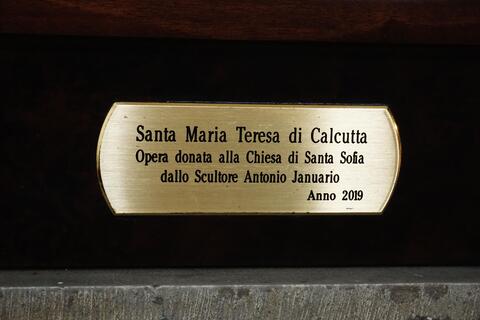 Santa Maria Teresa di Calcutta
Opera donata alla Chiesa di Santa Sofia
dallo Scultore Antonio Januario
Anno 2019